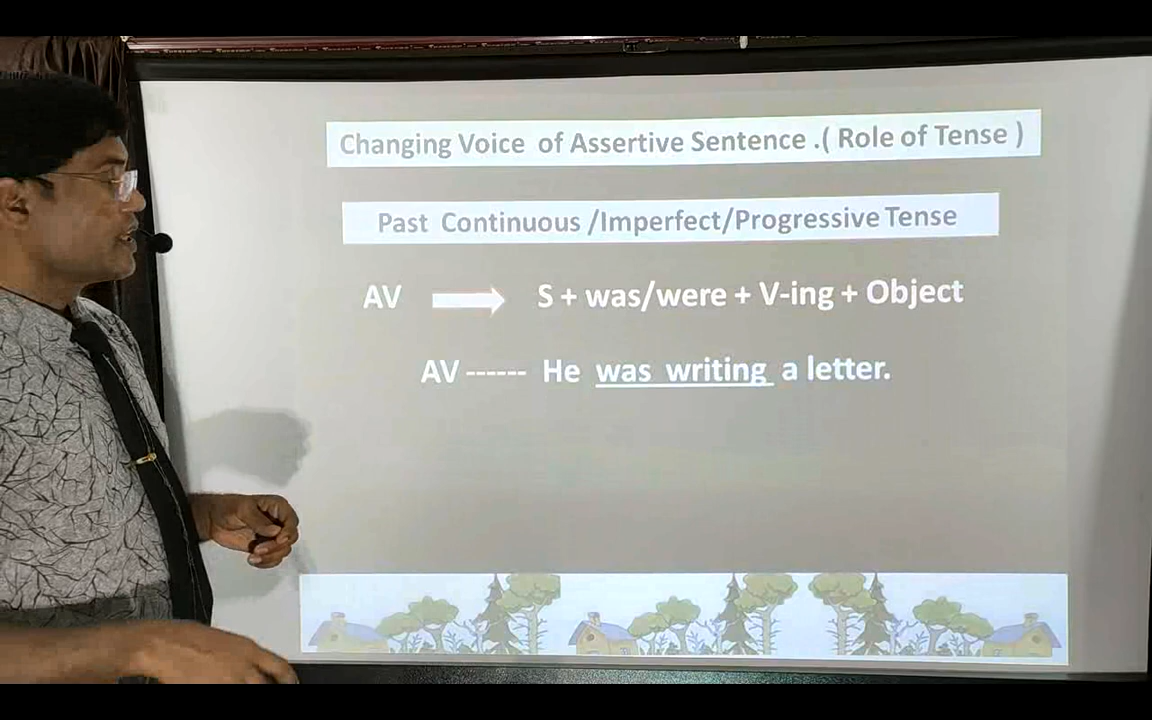 Changing Voice of Assertive Sentence .( Role of Tense )
Past Continuous /Imperfect/Progressive Tense
AV S + was/were + V-ing + Object
AV ------ He was writing a letter.